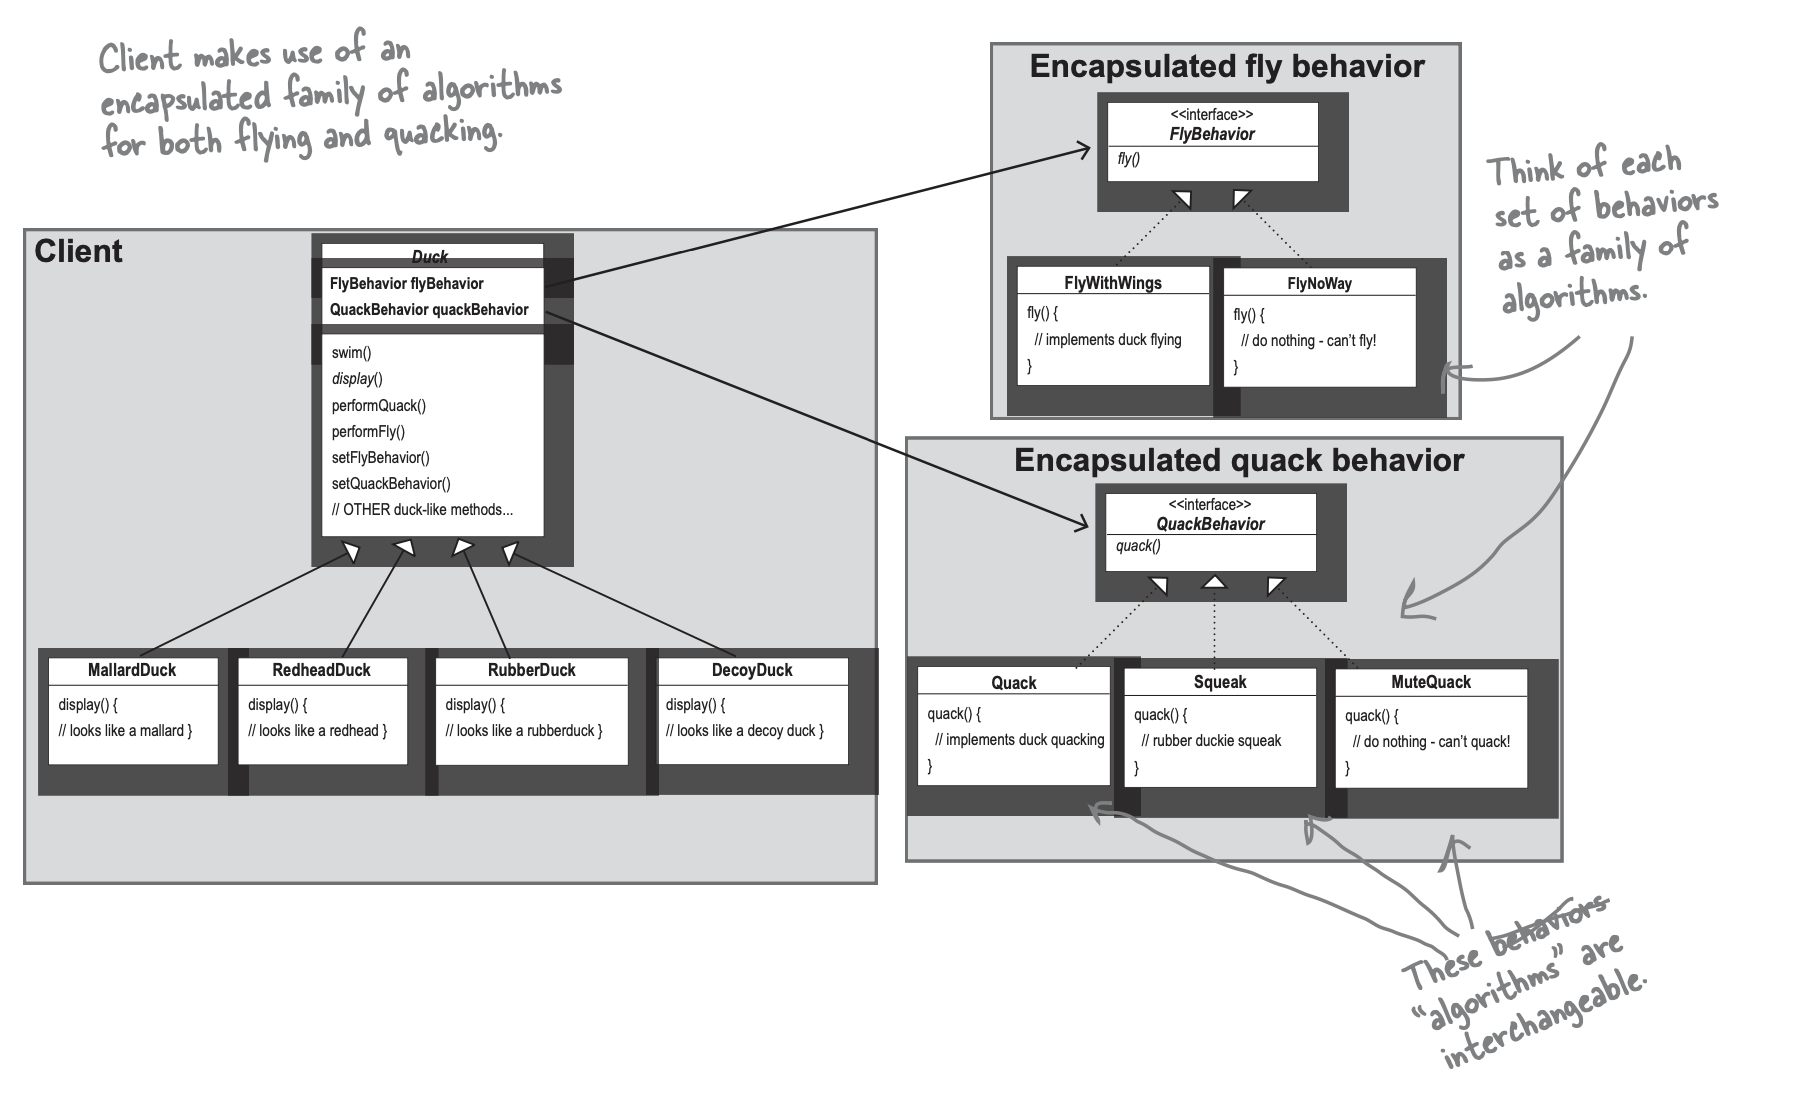 Client makes use of an
encapsulated family of algorithms
for both flying and quacking.
Client
Duck
FlyBehavior flyBehavior
QuackBehavior quackBehavior
swim()
display()
performQuack()
performFly()
setFlyBehavior()
setQuackBehavior()
// OTHER duck-like methods...
MallardDuck
display() {
// looks like a mallard }
RedheadDuck
display() {
// looks like a redhead }
RubberDuck
display() {
// looks like a rubberduck }
DecoyDuck
display() {
// looks like a decoy duck }
Encapsulated fly behavior
<<interface>>
FlyBehavior
fly()
FlyWithWings
fly() {
// implements duck flying
}
FlyNoWay
fly() {
// do nothing - can't fly!
}
Think of each
set of behaviors
as a family of
algorithms.
Encapsulated quack behavior
<<interface>>
QuackBehavior
quack()
Quack
quack() {
// implements duck quacking
}
Squeak
quack() {
// rubber duckie squeak
}
MuteQuack
quack() {
// do nothing - can't quack!
}
These behaviors
“algorithms” are
interchangeable.